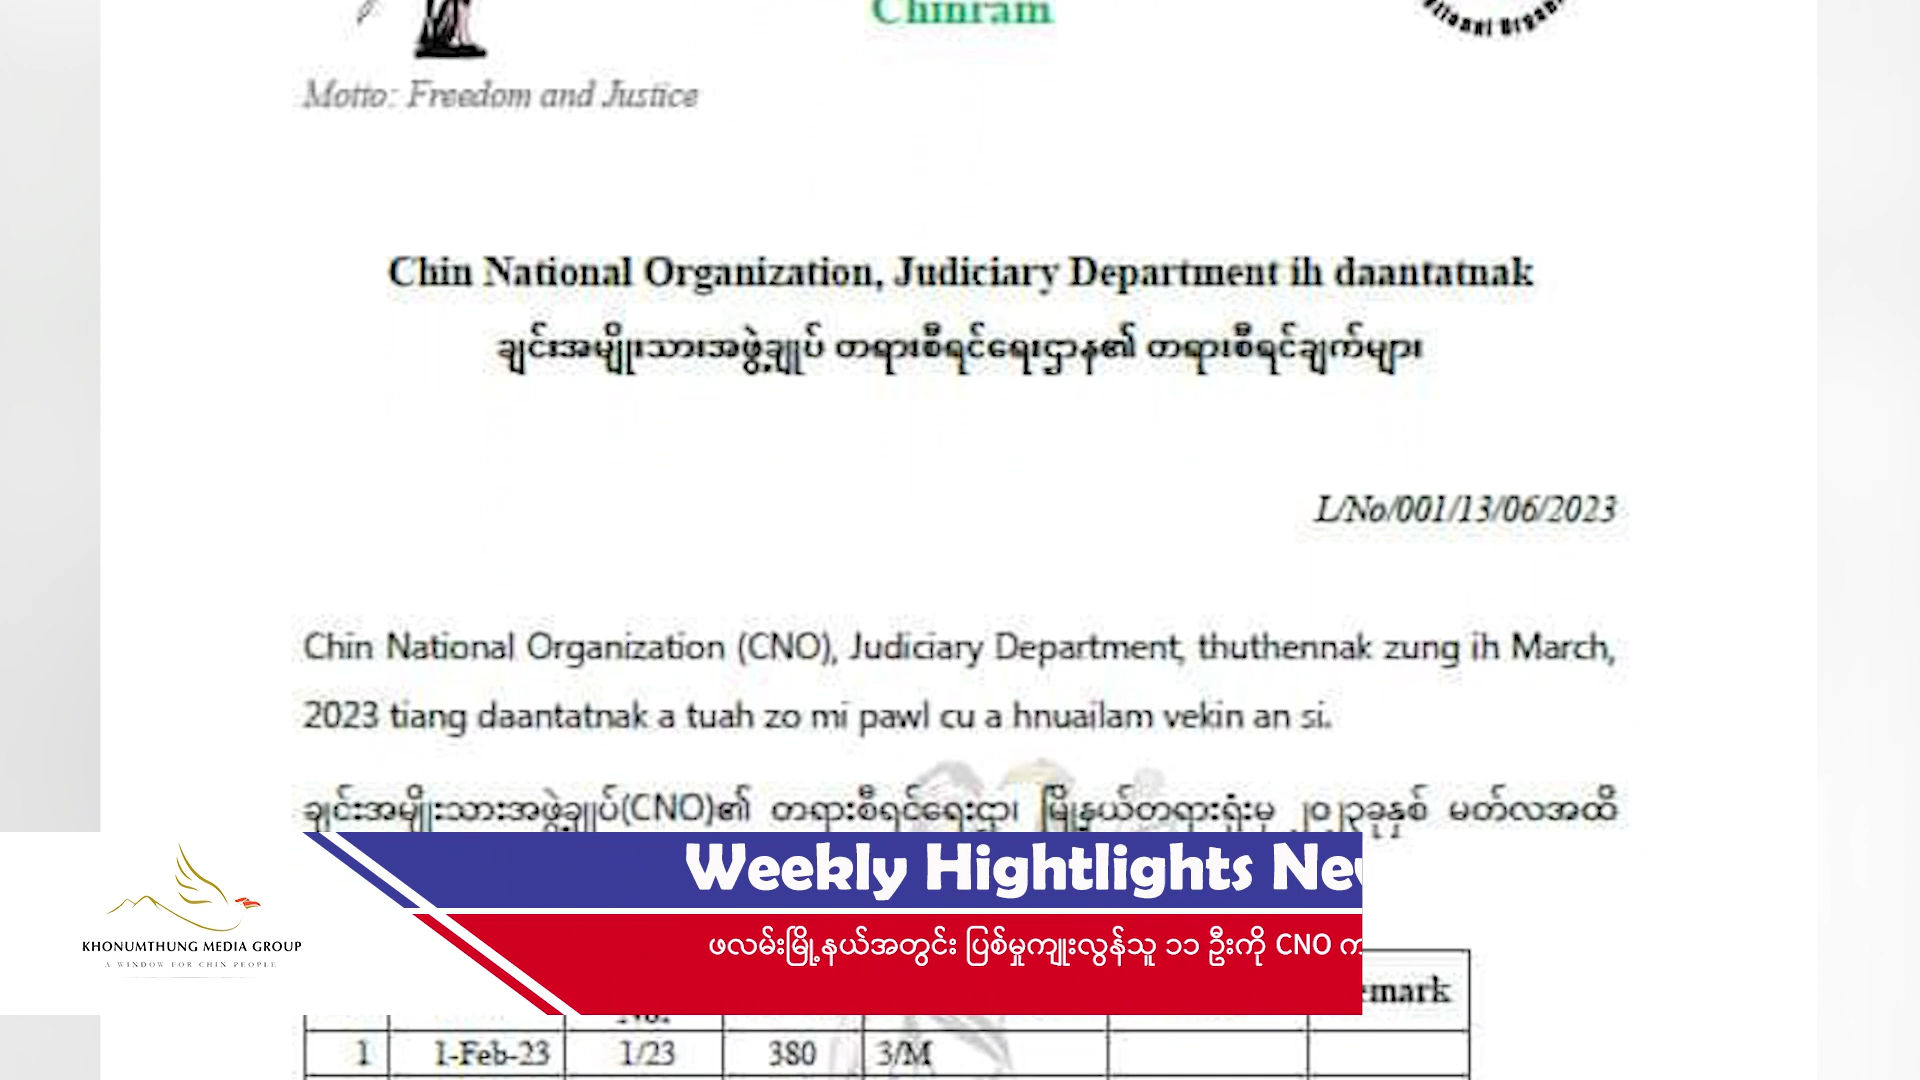 Chinram
Motto: Freedom and Justice
Chin National Organization, Judiciary Department ih daantatnak
ချင်းအမျိုးသားအဖွဲ့ချုပ် တရားစီရင်ရေးဌာန၏ တရားစီရင်ချက်များ
L/No/001/13/06/2023
Chin National Organization (CNO), Judiciary Department, thuthennak zung ih March,
2023 tiang daantatnak a tuah zo mi pawl cu a hnuailam vekin an si.
ချင်းအမျိုးသားအဖွဲ့ချုပ်(CNO)၏ တရားစီရင်ရေးဌာ၊ မြို့နယ်တရားရုံးမှ ၂၀၂၃ခုနှစ် မတ်လအထိ
Weekly Hightlights Ne
ဖလမ်းမြို့နယ်အတွင်း ပြစ်မှုကျူးလွန်သူ ၁၁ ဦးကို CNO က
KHONUMTHUNG MEDIA GROUP
A WINDOW FOR CHIN PEOPLE
emark
No.
1 1-Feb-23 1/23 380 3/M